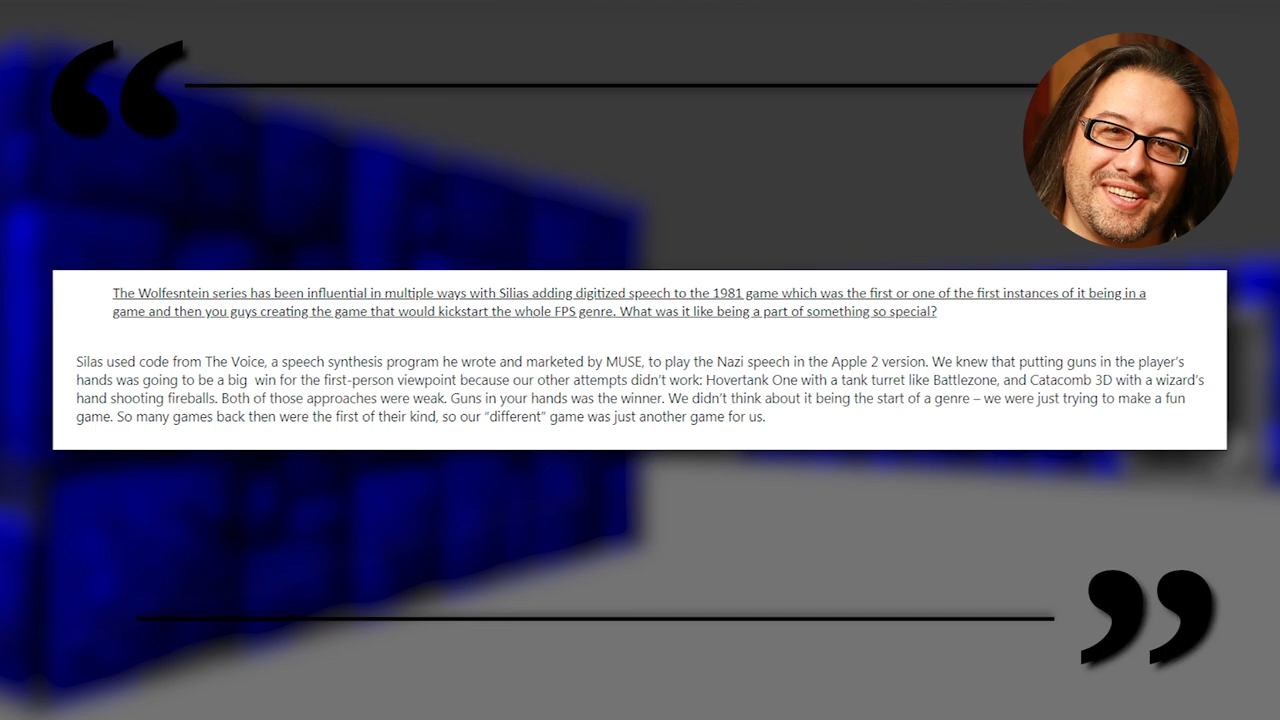 “
The Wolfesntein series has been influential in multiple ways with Silias adding digitized speech to the 1981 game which was the first or one of the first instances of it being in a
game and then you guys creating the game that would kickstart the whole FPS genre. What was it like being a part of something so special?
Silas used code from The Voice, a speech synthesis program he wrote and marketed by MUSE, to play the Nazi speech in the Apple 2 version. We knew that putting guns in the player’s
hands was going to be a big  win for the first-person viewpoint because our other attempts didn’t work: Hovertank One with a tank turret like Battlezone, and Catacomb 3D with a wizard’s
hand shooting fireballs. Both of those approaches were weak. Guns in your hands was the winner. We didn’t think about it being the start of a genre – we were just trying to make a fun
game. So many games back then were the first of their kind, so our “different” game was just another game for us.
”